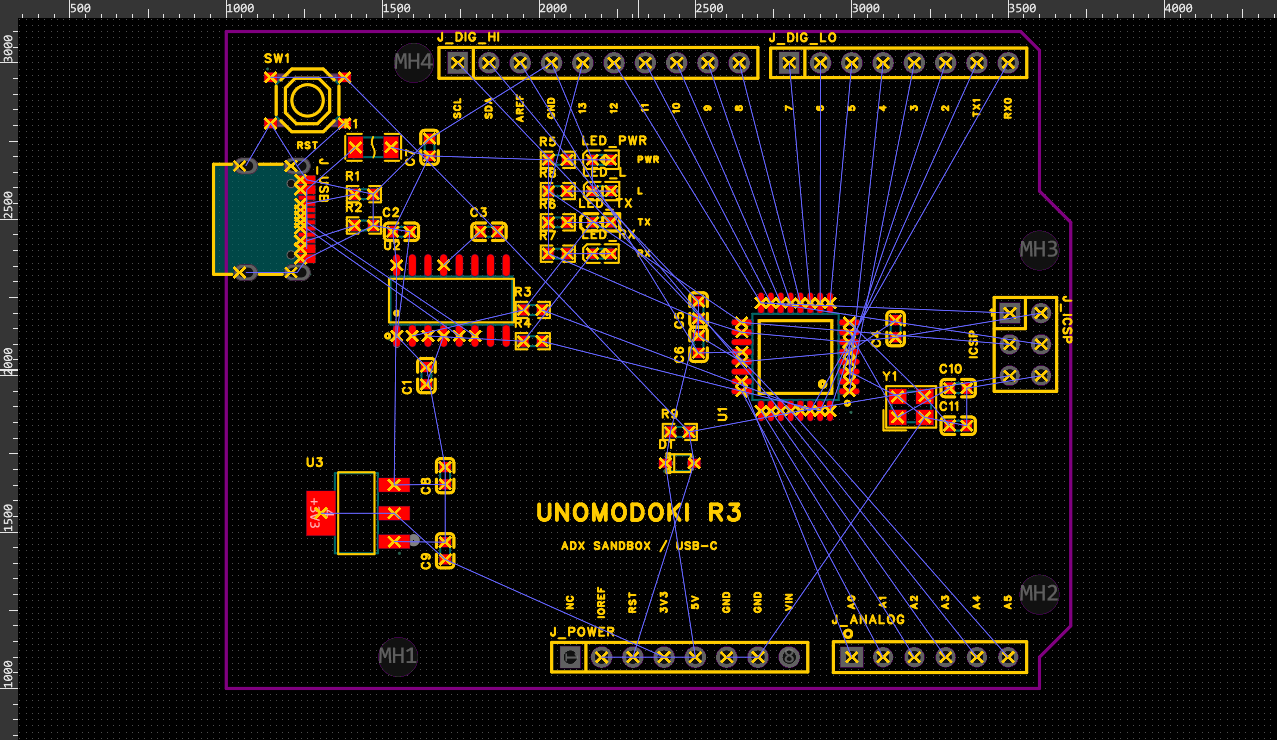 500
1000
1500
2000
2500
3000
3500
4000
3000
2500
2000
1500
1000
J_DIG_HI
J_DIG_LO
SW1
MH4
SCL
SDA
AREF
GND
13
12
11
10
9
8
7
6
5
4
3
2
TX1
RX0
RST
J_USB
C7
R5
LED_PWR
PWR
LED_L
L
R1
R2
C2
C3
R6
LED_TX
TX
R7
LED_RX
RX
MH3
R3
R4
C5
C6
C4
J_ICSP
ICSP
C1
Y1
C10
C11
R9
D1
U1
U3
+3V3
C8
C9
UNOMODOKI R3
ADX SANDBOX / USB-C
NC
IOREF
RST
3V3
5V
GND
GND
VIN
A0
A1
A2
A3
A4
A5
MH2
J_POWER
J_ANALOG
MH1
8